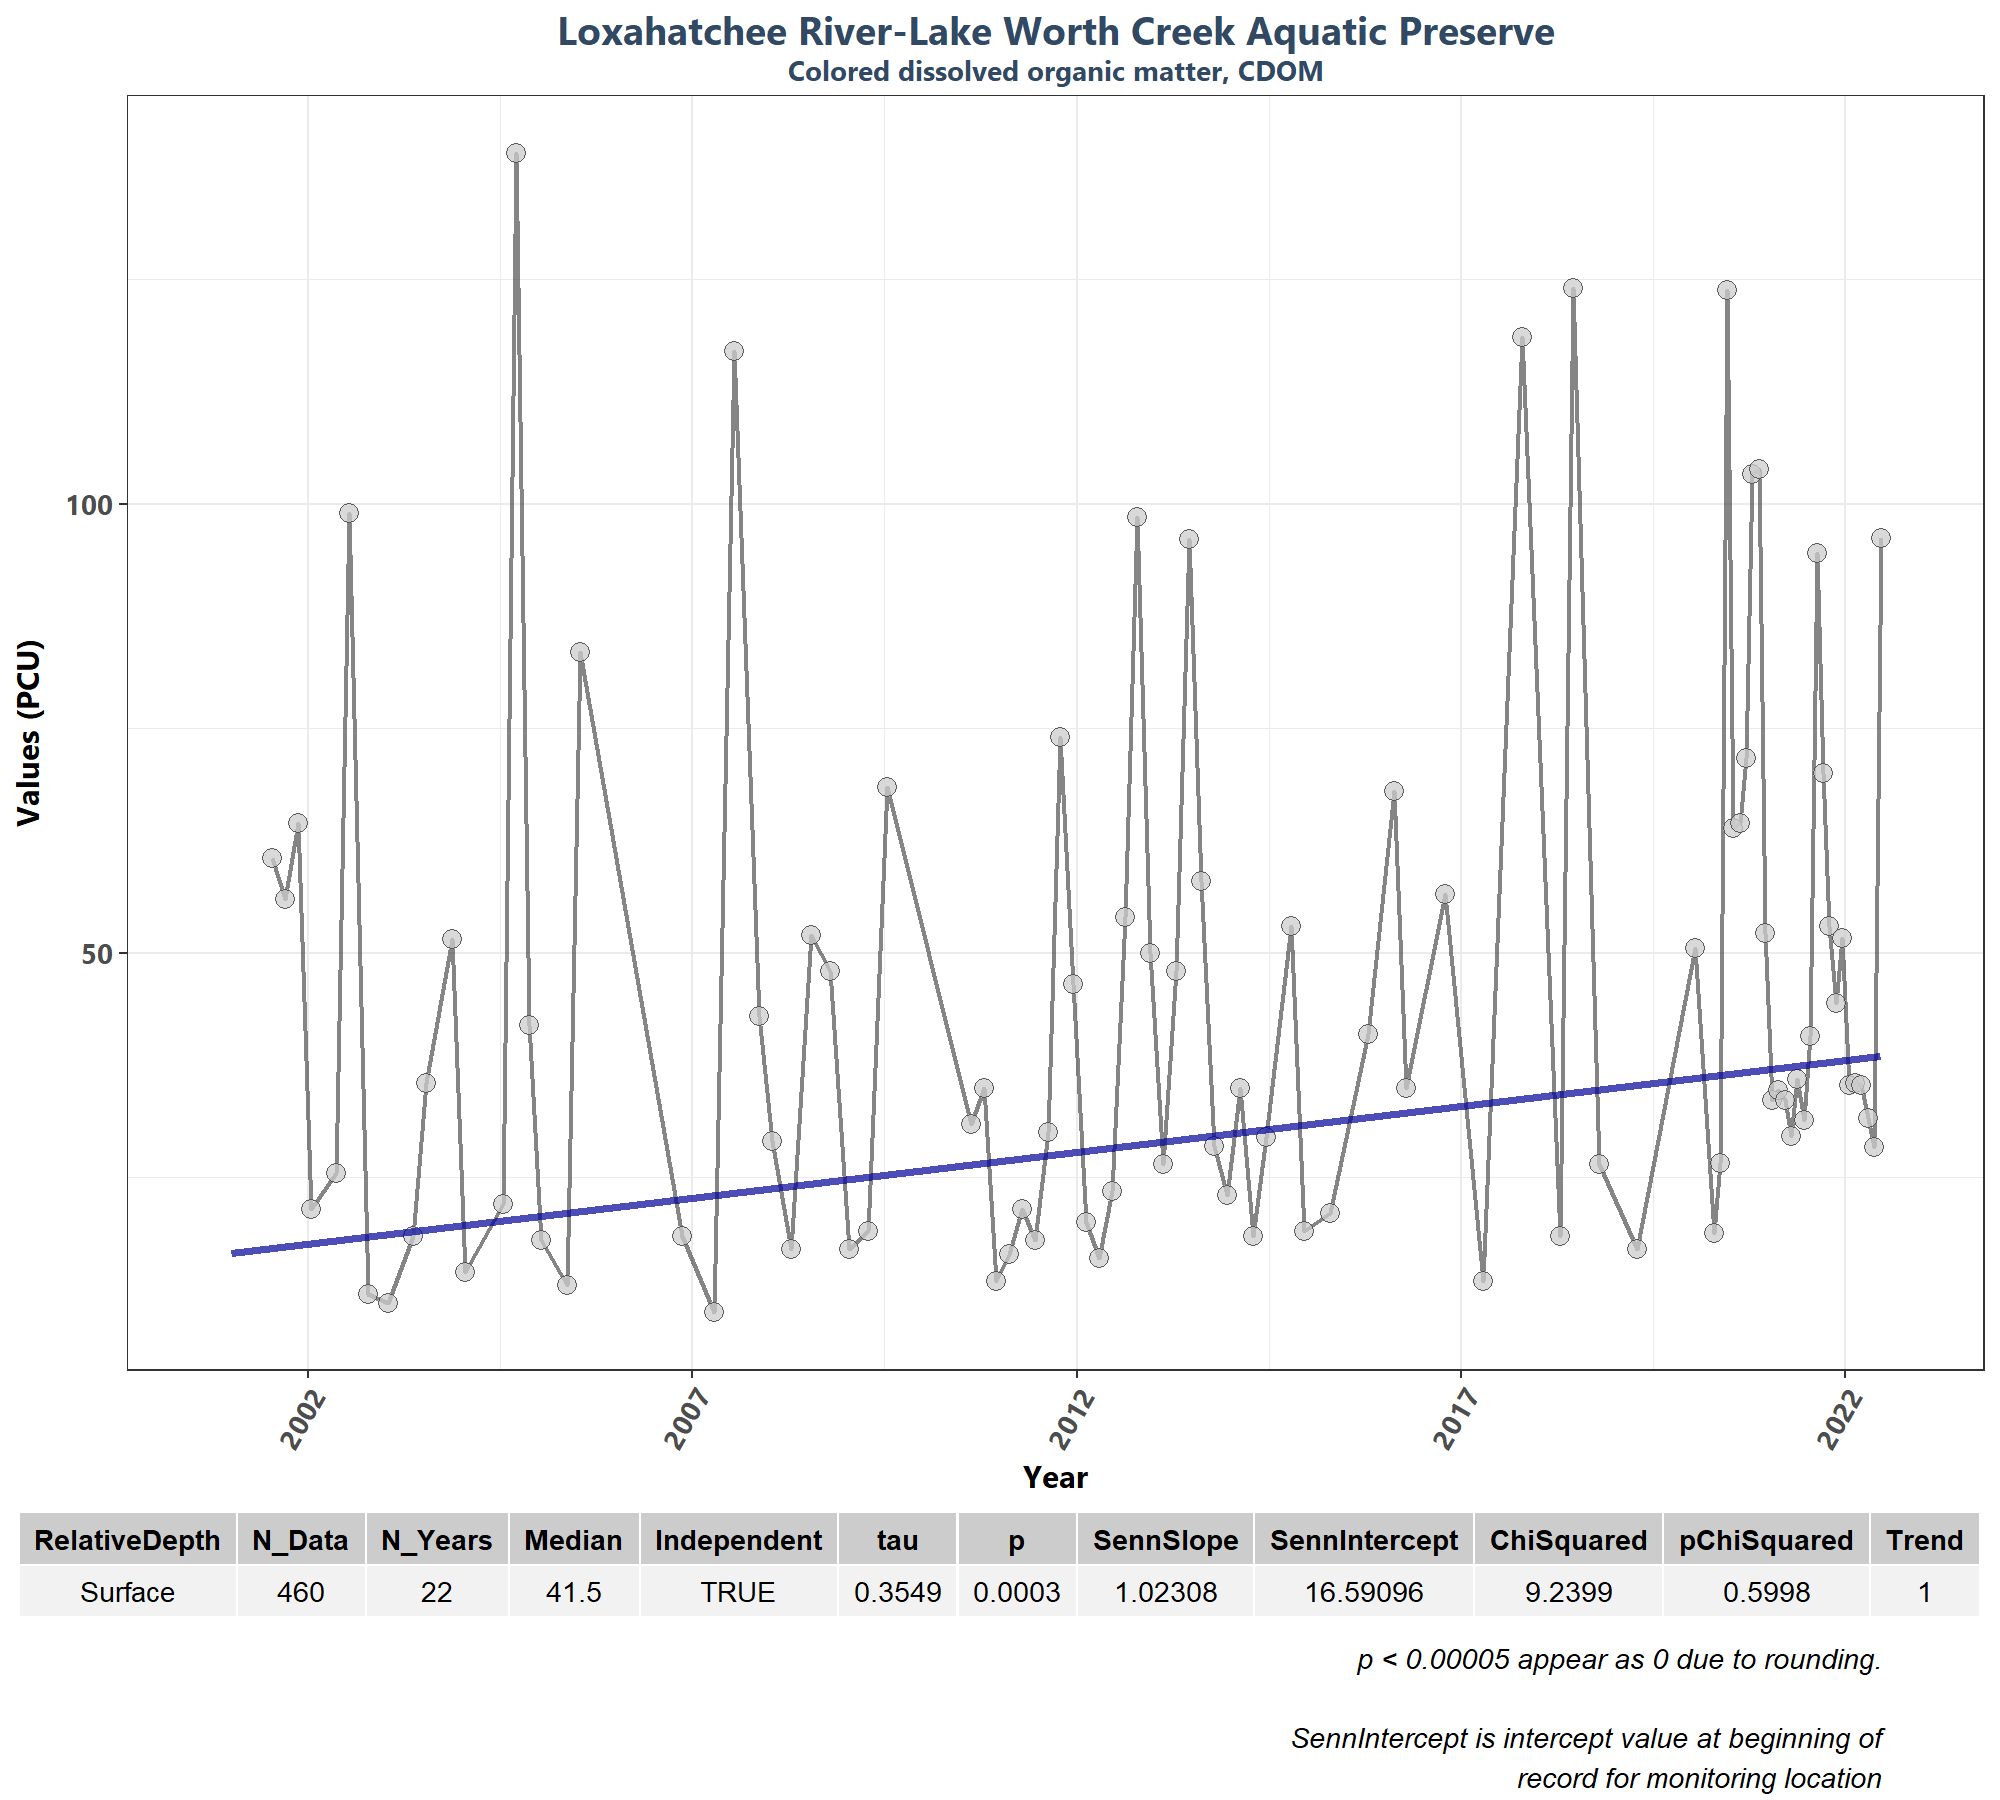 Loxahatchee River-Lake Worth Creek Aquatic Preserve
Colored dissolved organic matter, CDOM
Values (PCU)
100
50
2002 2007 2012 2017 2022
Year
RelativeDepth N_Data N_Years Median Independent tau p SennSlope SennIntercept ChiSquared pChiSquared Trend
Surface 460 22 41.5 TRUE 0.3549 0.0003 1.02308 16.59096 9.2399 0.5998 1
p < 0.00005 appear as 0 due to rounding.
SennIntercept is intercept value at beginning of
record for monitoring location